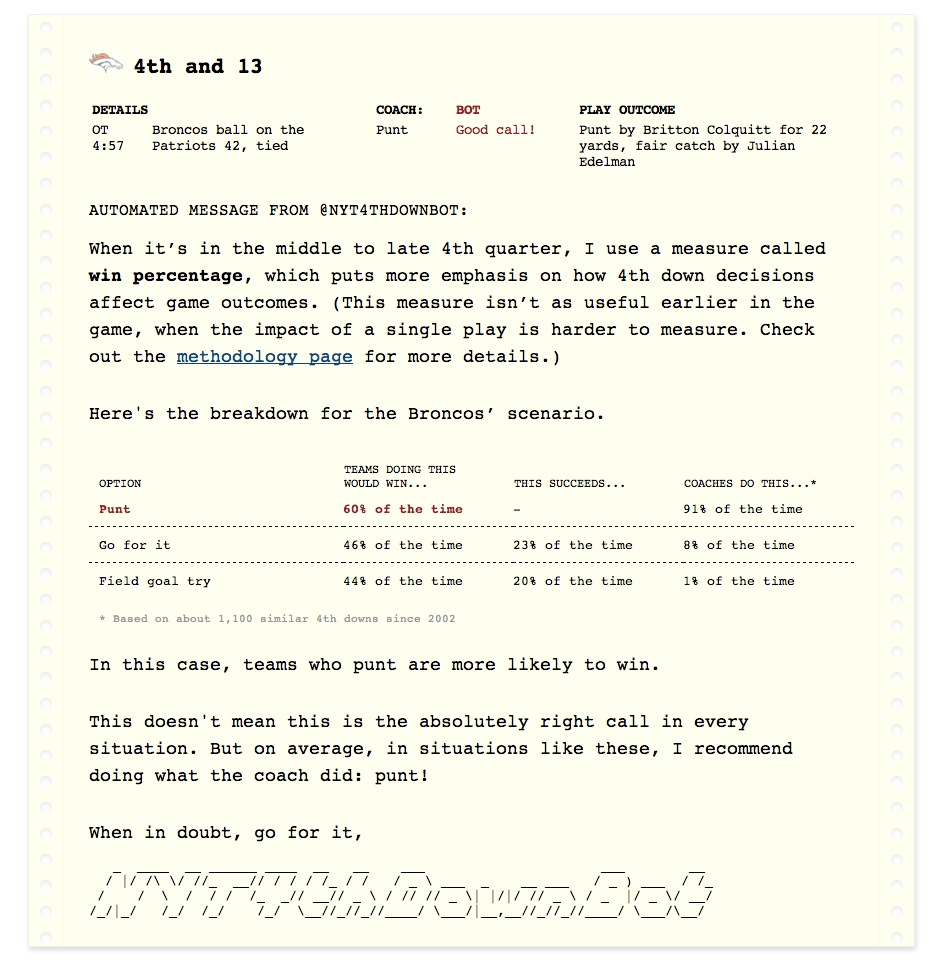 4th and 13
DETAILS
OT 4:57
Broncos ball on the
Patriots 42, tied
COACH:
Punt
BOT
Good call!
PLAY OUTCOME
Punt by Britton Colquitt for 22
yards, fair catch by Julian
Edelman
AUTOMATED MESSAGE FROM @NYT4THDOWNBOT:
When it’s in the middle to late 4th quarter, I use a measure called
win percentage, which puts more emphasis on how 4th down decisions
affect game outcomes. (This measure isn’t as useful earlier in the
game, when the impact of a single play is harder to measure. Check
out the methodology page for more details.)
Here's the breakdown for the Broncos’ scenario.
OPTION TEAMS DOING THIS WOULD WIN... THIS SUCCEEDS... COACHES DO THIS...*
Punt 60% of the time – 91% of the time
Go for it 46% of the time 23% of the time 8% of the time
Field goal try 44% of the time 20% of the time 1% of the time
* Based on about 1,100 similar 4th downs since 2002
In this case, teams who punt are more likely to win.
This doesn't mean this is the absolutely right call in every
situation. But on average, in situations like these, I recommend
doing what the coach did: punt!
When in doubt, go for it,
NYT4thDownBot